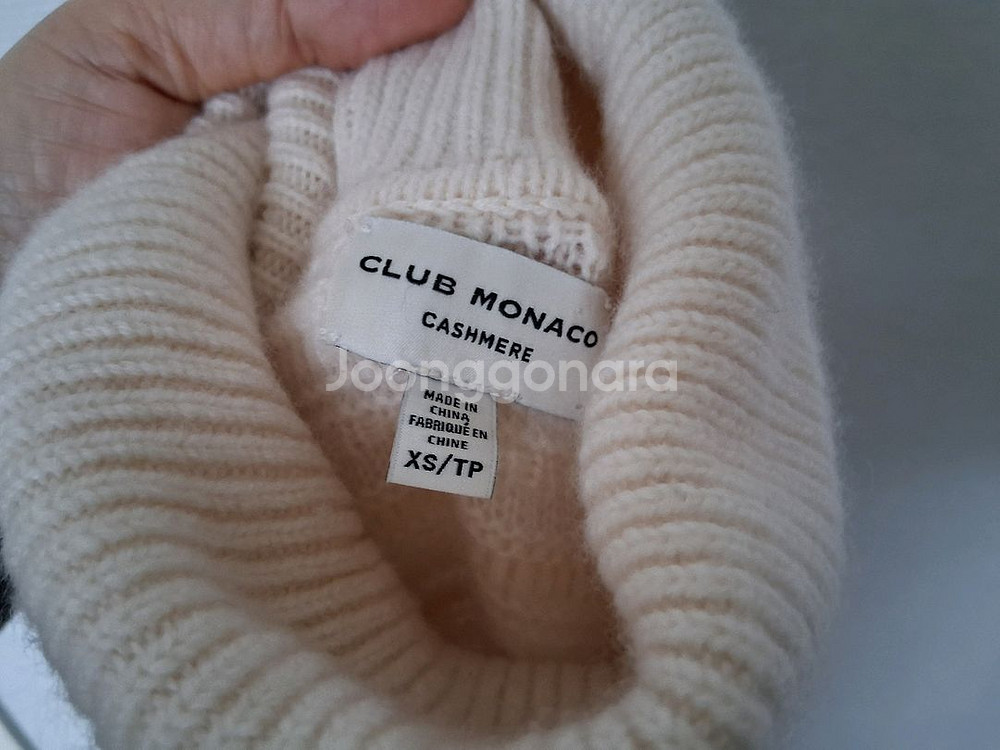 CLUB MONACO
CASHMERE
Joonggonara
MADE IN
CHINA
FABRIQUÉ EN
CHINE
XS/TP